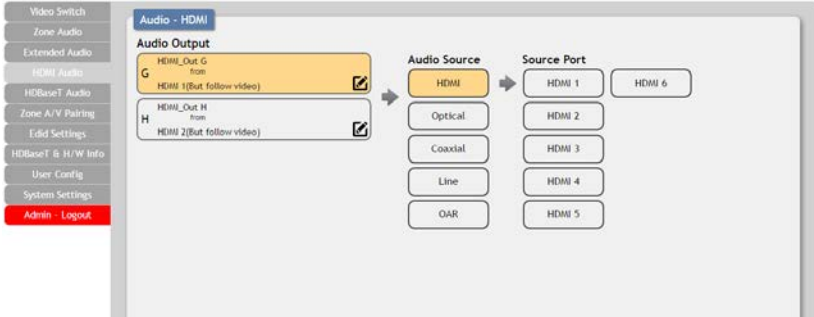 Video Switch
Zone Audio
Extended Audio
HDMI Audio
HDBaseT Audio
Zone A/V Pairing
Edid Settings
HDBaseT & H/W Info
User Config
System Settings
Admin - Logout
Audio - HDMI
Audio Output
HDMI_Out G
G
from
HDMI 1(But follow video)
HDMI_Out H
H
from
HDMI 2(But follow video)
Audio Source
HDMI
Optical
Coaxial
Line
OAR
Source Port
HDMI 1
HDMI 6
HDMI 2
HDMI 3
HDMI 4
HDMI 5